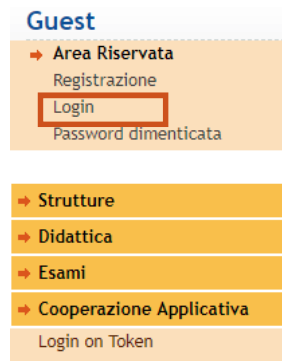 Guest
Area Riservata
Registrazione
Login
Password dimenticata
Strutture
Didattica
Esami
Cooperazione Applicativa
Login on Token